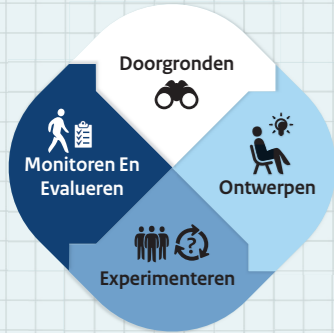 Doorgronden
Ontwerpen
?
Experimenteren
Monitoren En
Evalueren